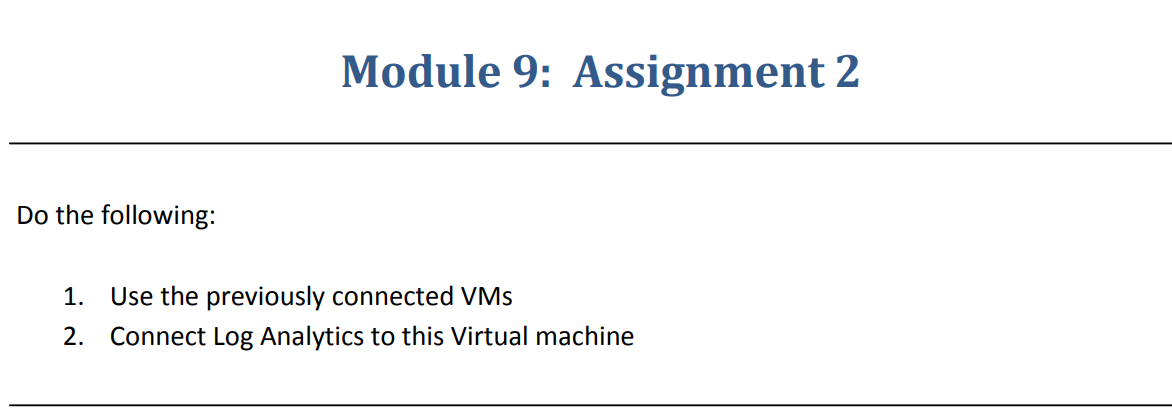 Module 9:  Assignment 2
Do the following:
1. Use the previously connected VMs
2. Connect Log Analytics to this Virtual machine